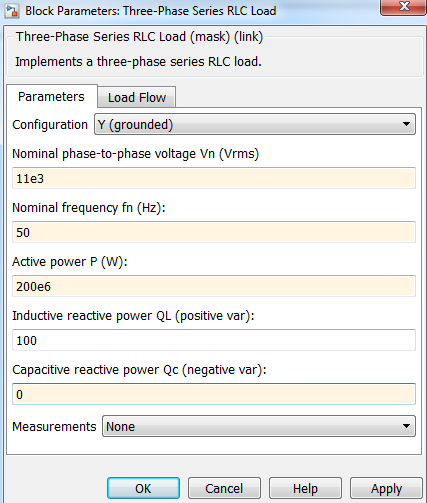 Block Parameters: Three-Phase Series RLC Load
Three-Phase Series RLC Load (mask) (link)
Implements a three-phase series RLC load.
Parameters Load Flow
Configuration Y (grounded)
Nominal phase-to-phase voltage Vn (Vrms)
11e3
Nominal frequency fn (Hz):
50
Active power P (W):
200e6
Inductive reactive power QL (positive var):
100
Capacitive reactive power Qc (negative var):
0
Measurements None
OK Cancel Help Apply